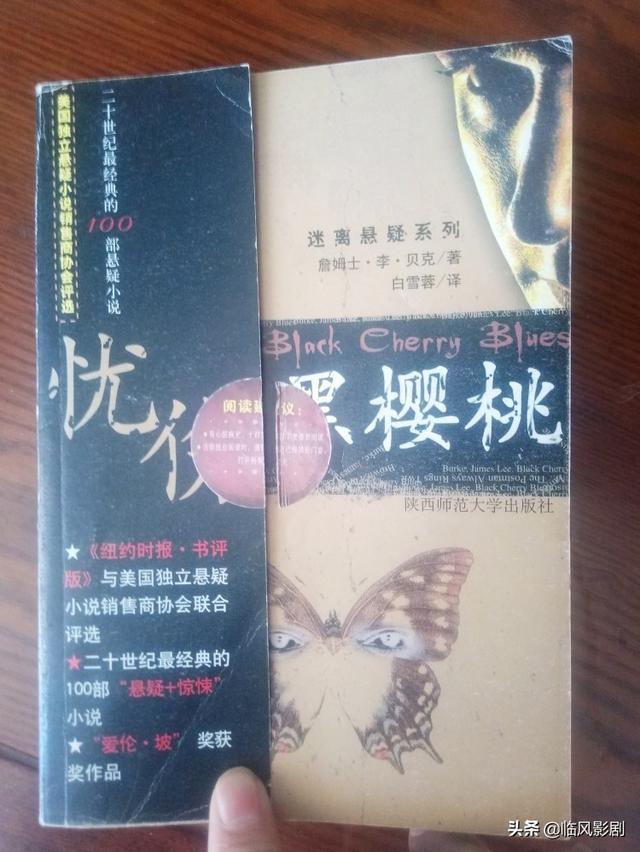 美国独立悬疑小说销售商协会评选
二十世纪最经典的
100
部悬疑小说
忧
阅读建议:
★《纽约时报·书评
版》与美国独立悬疑
小说销售商协会联合
评选
★二十世纪最经典的
100部“悬疑+惊悚”
小说
★“爱伦·坡” 奖获
奖作品
迷离悬疑系列
詹姆士·李·贝克/著
白雪蓉/译
Black Cherry Blues
黑樱桃
Burke, James Lee. Black Cherry
陕西师范大学出版社
头条 @临风影剧